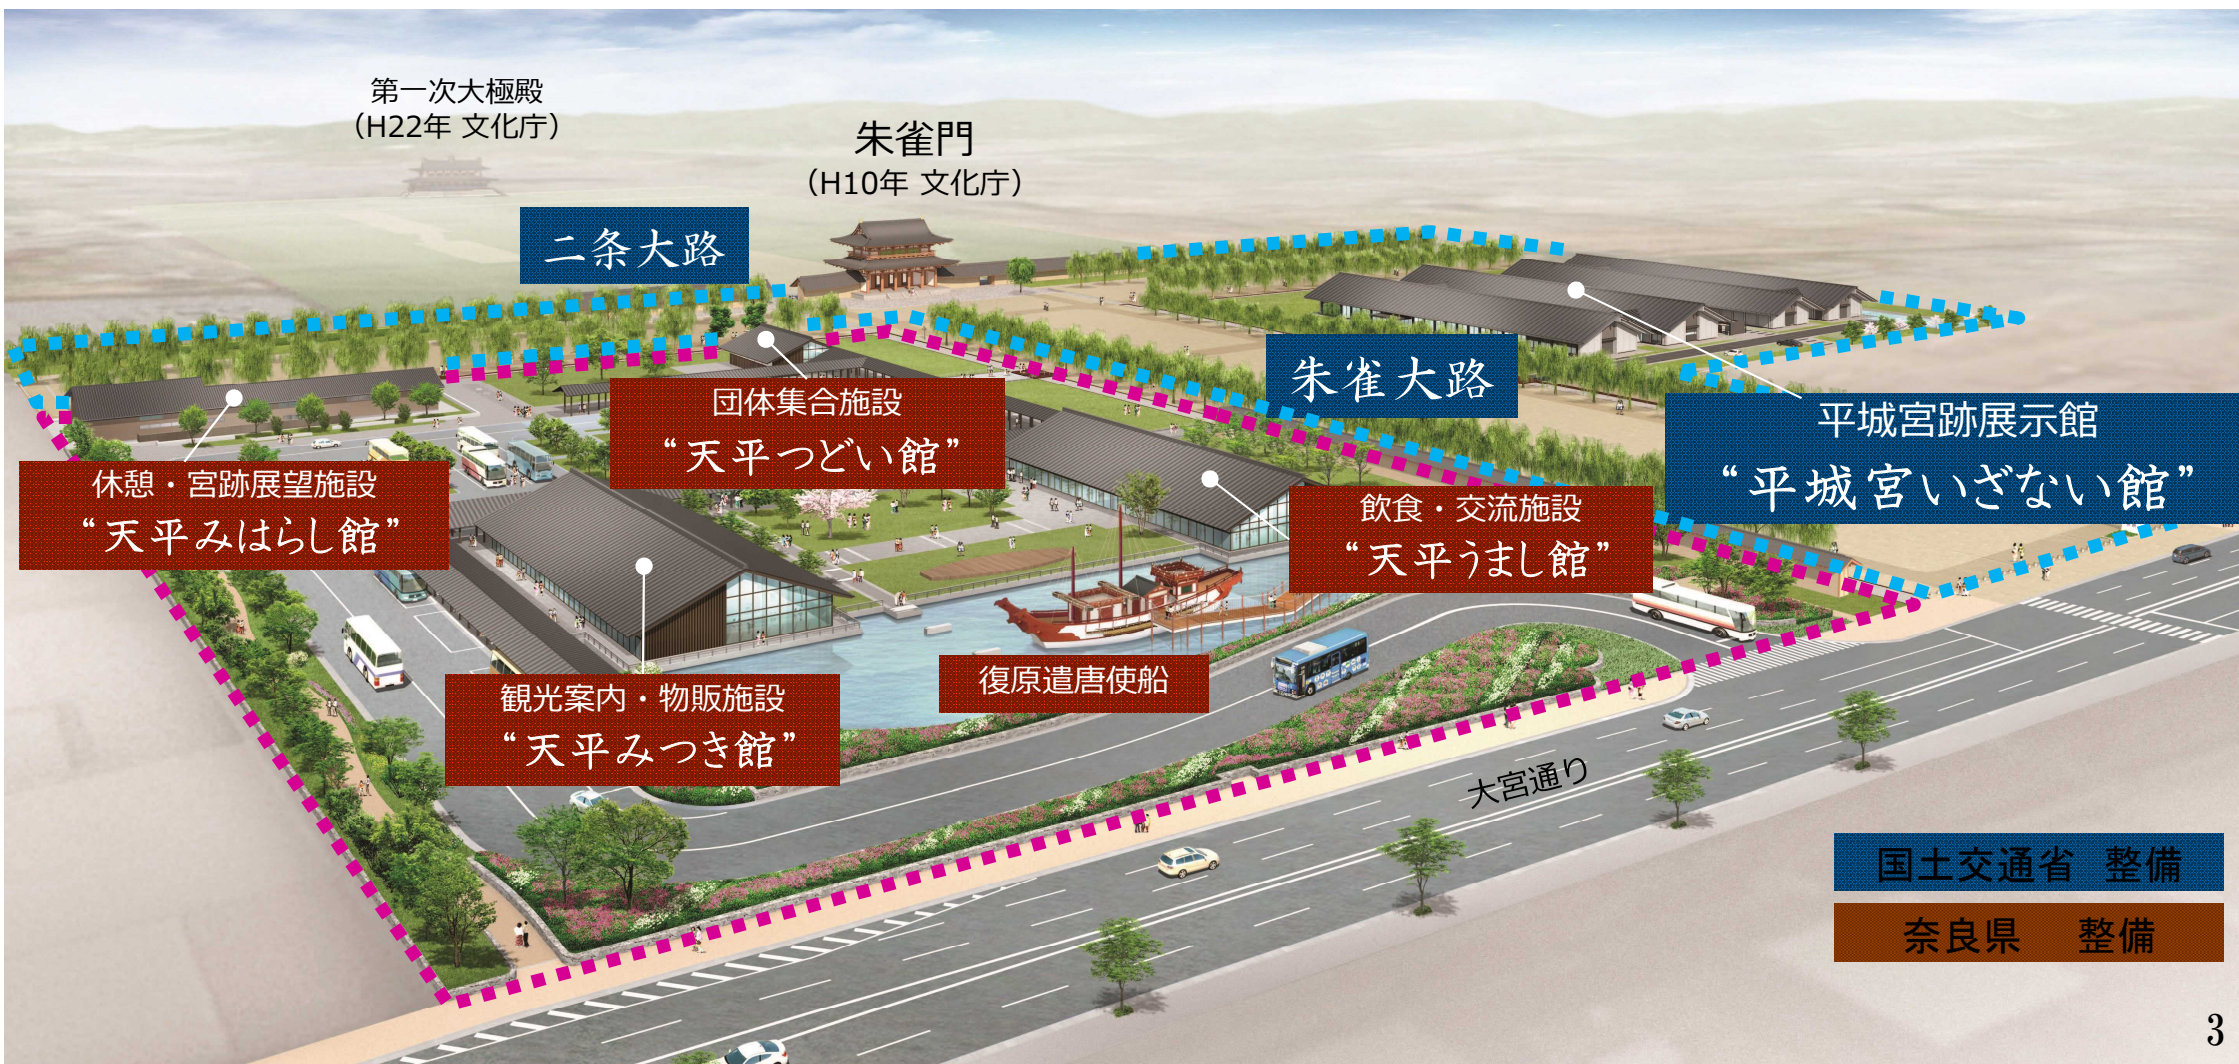 第一次大極殿
（H22年 文化庁）
朱雀門
（H10年 文化庁）
二条大路
朱雀大路
団体集合施設
“天平つどい館”
平城宮跡展示館
“平城宮いざない館”
休憩・宮跡展望施設
“天平みはらし館”
飲食・交流施設
“天平うまし館”
復原遣唐使船
観光案内・物販施設
“天平みつき館”
大宮通り
国土交通省 整備
奈良県 整備
3